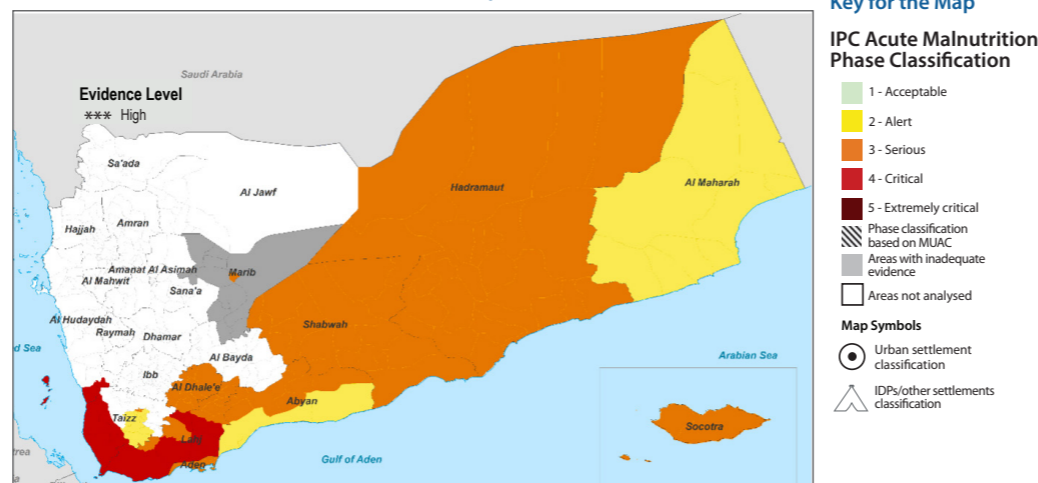 Key for the Map
IPC Acute Malnutrition
Phase Classification
1 - Acceptable
2 - Alert
3 - Serious
4 - Critical
5 - Extremely critical
Phase classification
based on MUAC
Areas with inadequate
evidence
Areas not analysed
Map Symbols
Urban settlement
classification
IDPs/other settlements
classification
Saudi Arabia
Evidence Level
*** High
Sa'ada
Al Jawf
Hadramaut
Al Maharah
Hajjah
Amran
Amanat Al Asimah
Marib
Al Mahwit
Sana'a
Al Hudaydah
Raymah
Dhamar
Shabwah
d Sea
Al Bayda
Arabian Sea
Ibb
Al Dhale'e
Abyan
Taizz
Socotra
Lahj
Aden
Gulf of Aden
trea
a